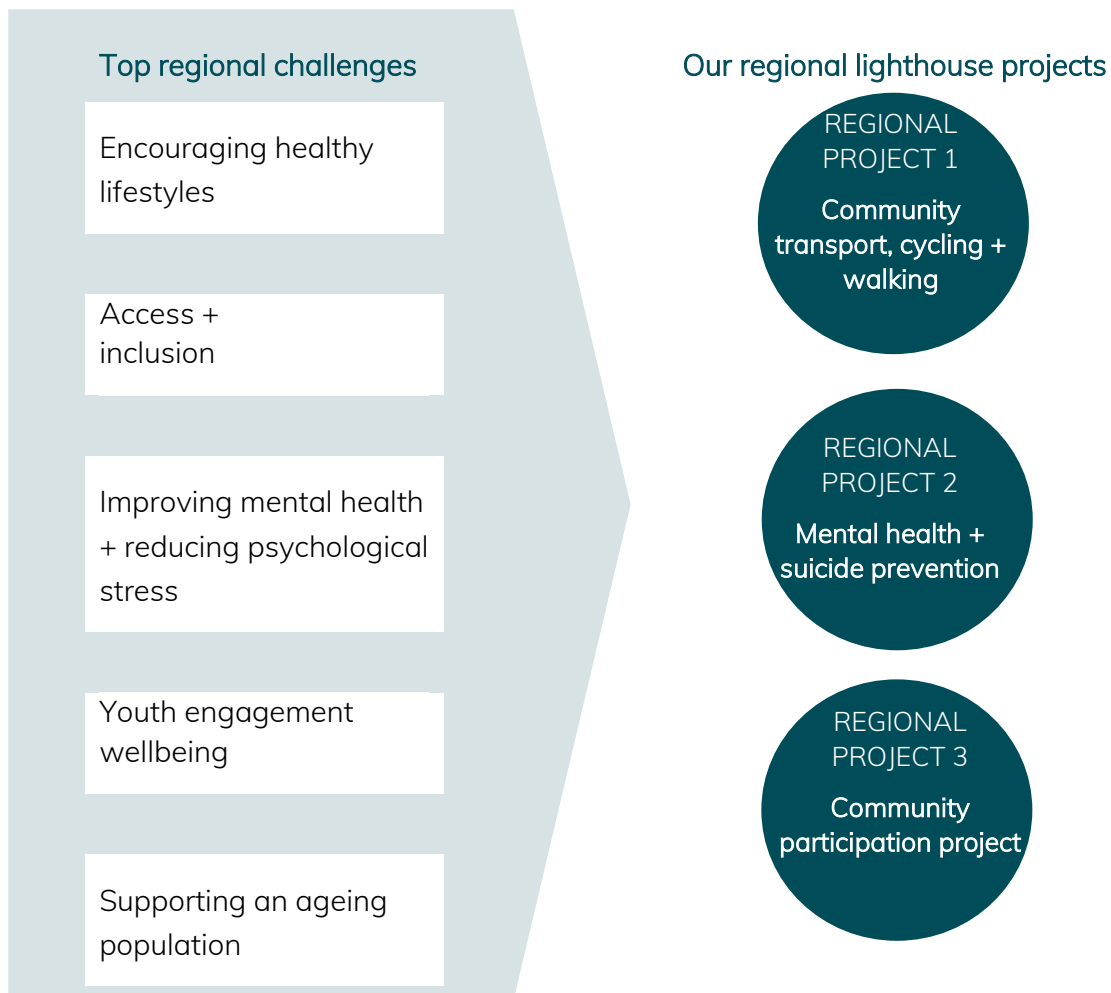 Top regional challenges
Encouraging healthy
lifestyles
Access +
inclusion
Improving mental health
+ reducing psychological
stress
Youth engagement
wellbeing
Supporting an ageing
population
Our regional lighthouse projects
REGIONAL
PROJECT 1
Community
transport, cycling +
walking
REGIONAL
PROJECT 2
Mental health +
suicide prevention
REGIONAL
PROJECT 3
Community
participation project